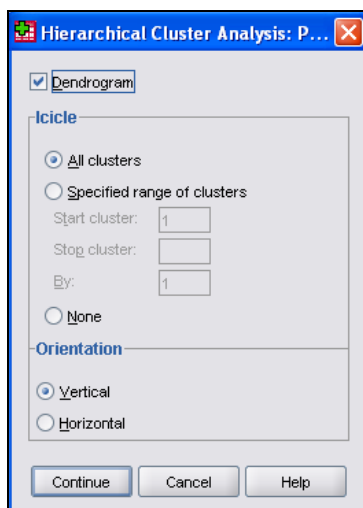 Hierarchical Cluster Analysis: P...
Dendrogram
Icicle
All clusters
Specified range of clusters
Start cluster: 1
Stop cluster:
By: 1
None
Orientation
Vertical
Horizontal
Continue Cancel Help